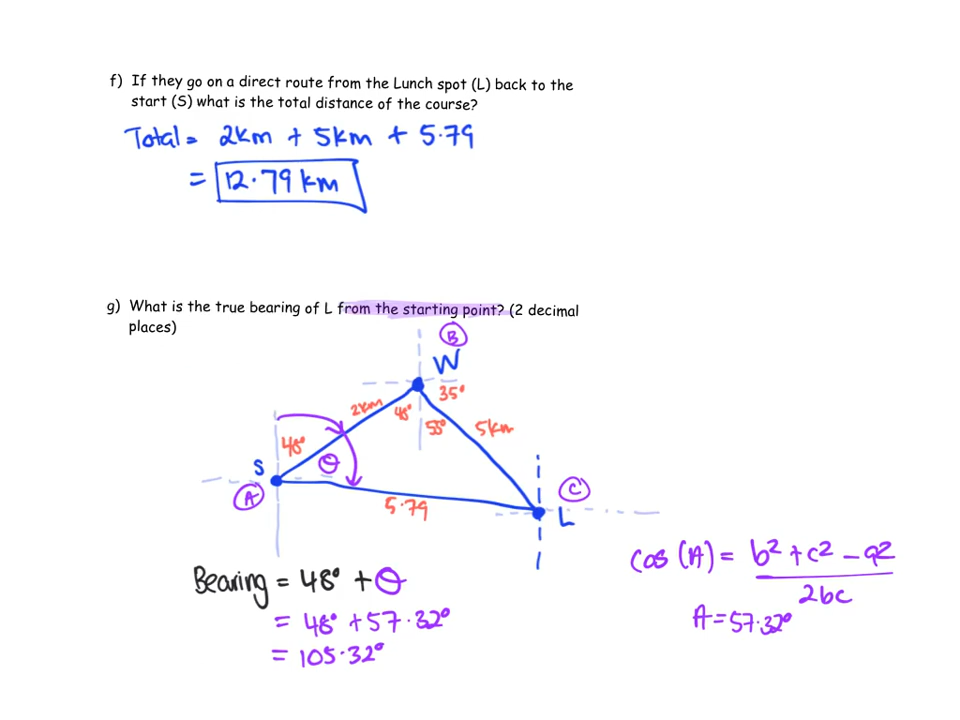 f) If they go on a direct route from the Lunch spot (L) back to the
start (S) what is the total distance of the course?
Total = 2km + 5km + 5.79
= 12.79 km
g) What is the true bearing of L from the starting point? (2 decimal
places)
B
W
35°
2km
48°
55°
5km
48°
S
θ
A
5.79
C
L
Bearing = 48° + θ
= 48° + 57.32°
= 105.32°
cos (A) = b² + c² - a²
2bc
A = 57.32°